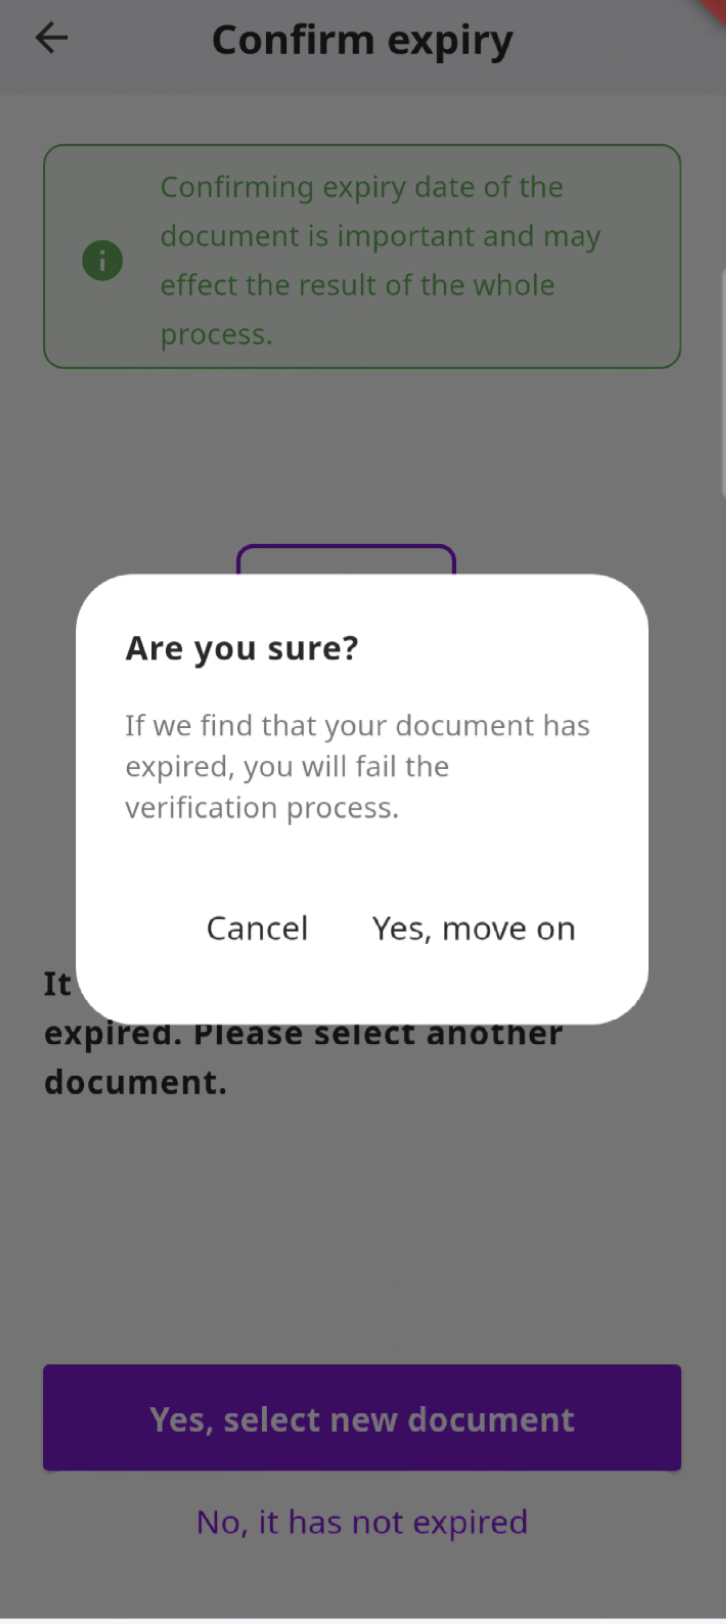 Confirm expiry
Confirming expiry date of the
document is important and may
effect the result of the whole
process.
Are you sure?
If we find that your document has
expired, you will fail the
verification process.
Cancel Yes, move on
It
expired. Please select another
document.
Yes, select new document
No, it has not expired